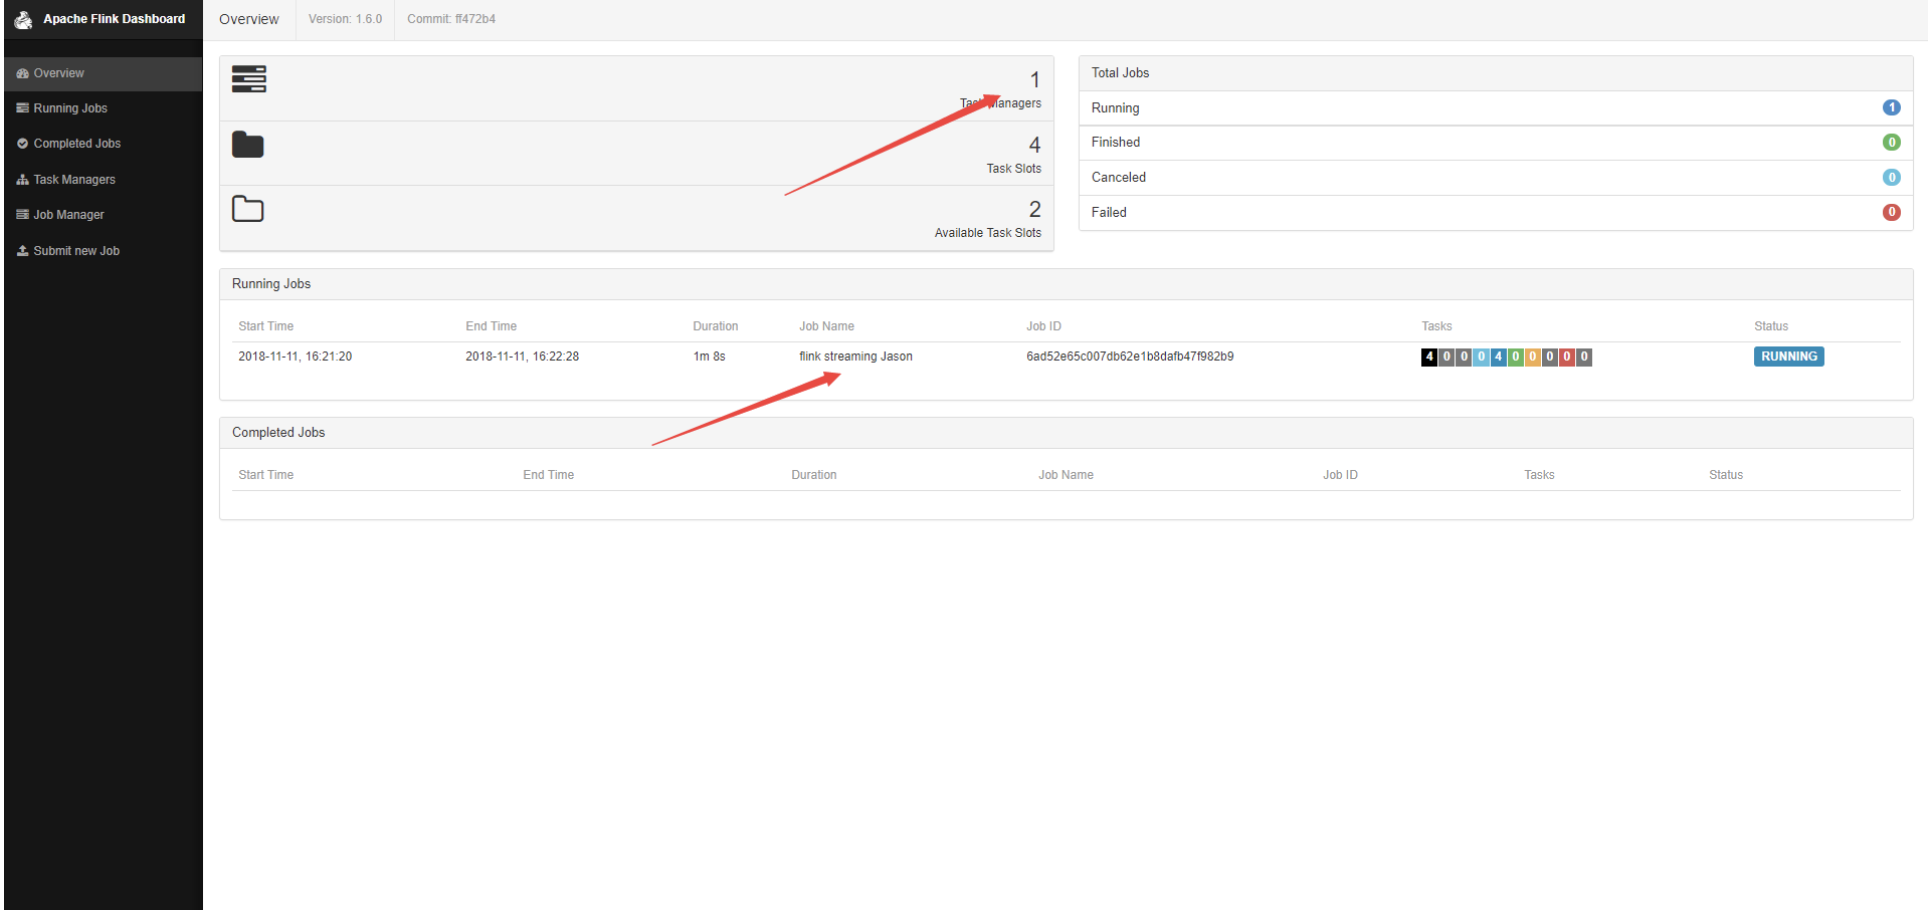 Apache Flink Dashboard
Overview
Version: 1.6.0
Commit: ff472b4
Overview
Running Jobs
Completed Jobs
Task Managers
Job Manager
Submit new Job
1
Task Managers
4
Task Slots
2
Available Task Slots
Total Jobs
Running 1
Finished 0
Canceled 0
Failed 0
Running Jobs
Start Time End Time Duration Job Name Job ID Tasks Status
2018-11-11, 16:21:20 2018-11-11, 16:22:28 1m 8s flink streaming Jason 6ad52e65c007db62e1b8dafb47f982b9 4 0 0 0 4 0 0 0 0 0 RUNNING
Completed Jobs
Start Time End Time Duration Job Name Job ID Tasks Status